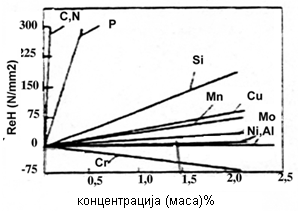 ReH (N/mm2)
300
225
150
75
0
-75
C,N
P
Si
Mn
Cu
Mo
Ni,Al
Cr
0,5
1,0
1,5
2,0
2,5
концентрација (маса)%